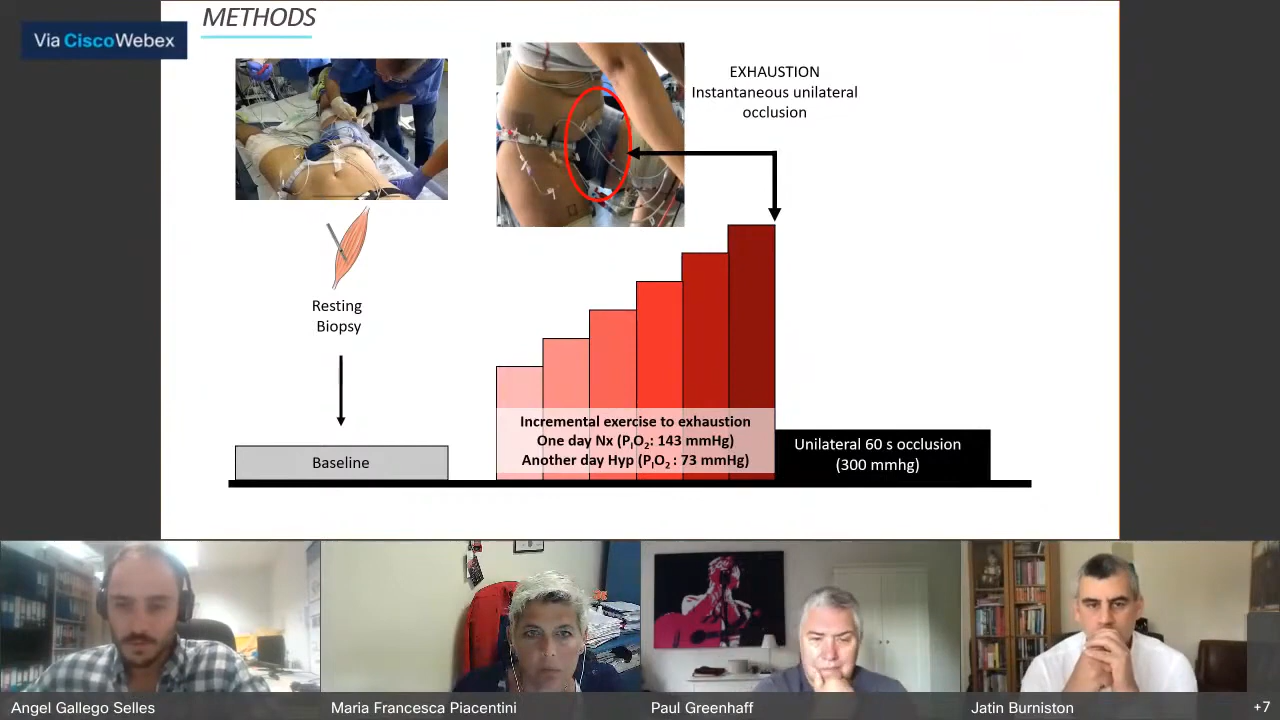 METHODS
Via CiscoWebex
EXHAUSTION
Instantaneous unilateral
occlusion
Resting
Biopsy
Baseline
Incremental exercise to exhaustion
One day Nx (PIO2: 143 mmHg)
Another day Hyp (PIO2 : 73 mmHg)
Unilateral 60 s occlusion
(300 mmhg)
Angel Gallego Selles
Maria Francesca Piacentini
Paul Greenhaff
Jatin Burniston
+7